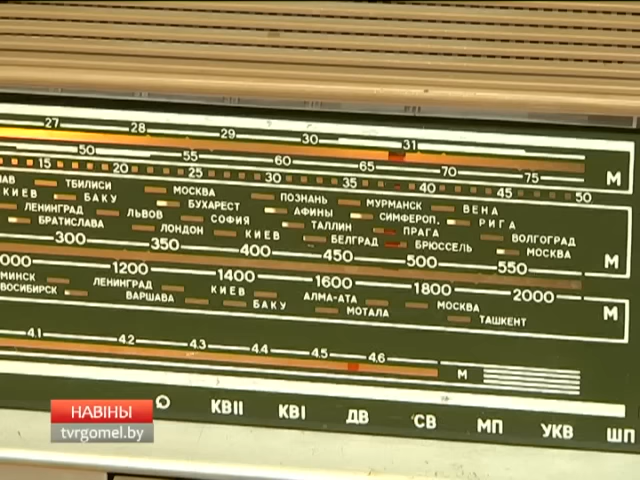 27 28 29 30 31
50 55 60 65 70 75 М
15 20 25 30 35 40 45 50
ТБИЛИСИ МОСКВА ПОЗНАНЬ МУРМАНСК ВЕНА
КИЕВ БАКУ БУХАРЕСТ АФИНЫ СИМФЕРОП. РИГА
ЛЕНИНГРАД ЛЬВОВ СОФИЯ ТАЛЛИН ПРАГА ВОЛГОГРАД
БРАТИСЛАВА ЛОНДОН КИЕВ БЕЛГРАД БРЮССЕЛЬ МОСКВА
300 350 400 450 500 550 М
1200 1400 1600 1800 2000
МИНСК ЛЕНИНГРАД КИЕВ АЛМА-АТА МОСКВА М
ВАРШАВА БАКУ МОТАЛА ТАШКЕНТ
4.1 4.2 4.3 4.4 4.5 4.6 М
КВII КВI ДВ СВ МП УКВ ШП
НАВIНЫ
tvrgomel.by